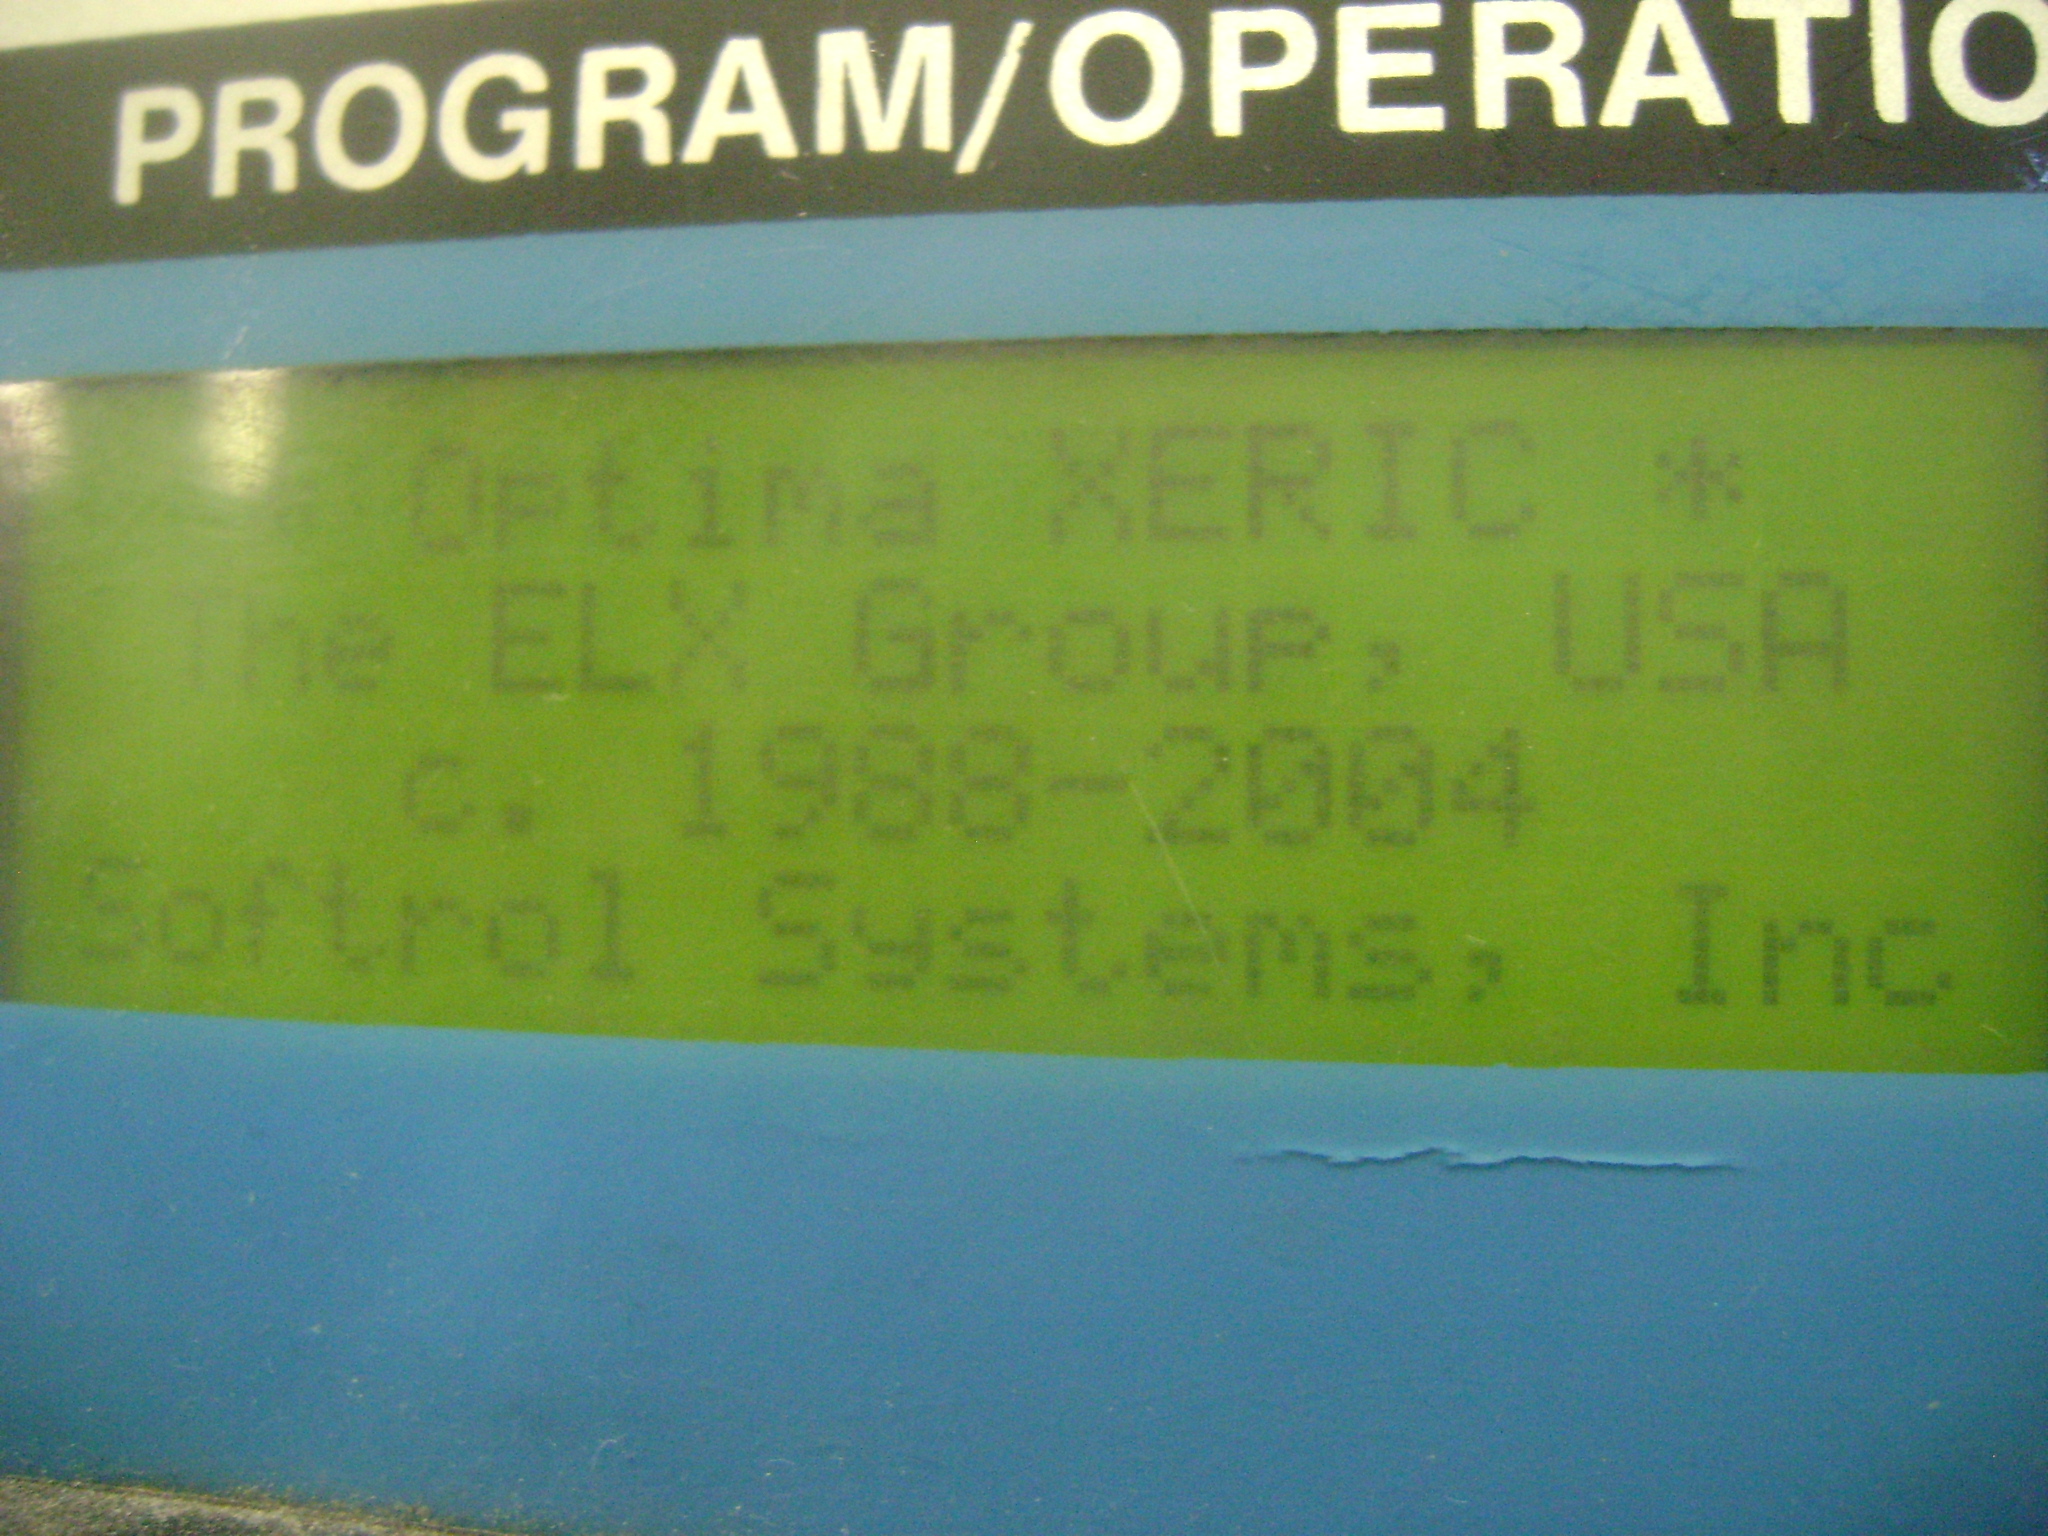 PROGRAM/OPERATIO
Optima XERIC *
The ELX Group, USA
c. 1988-2004
Softrol Systems, Inc